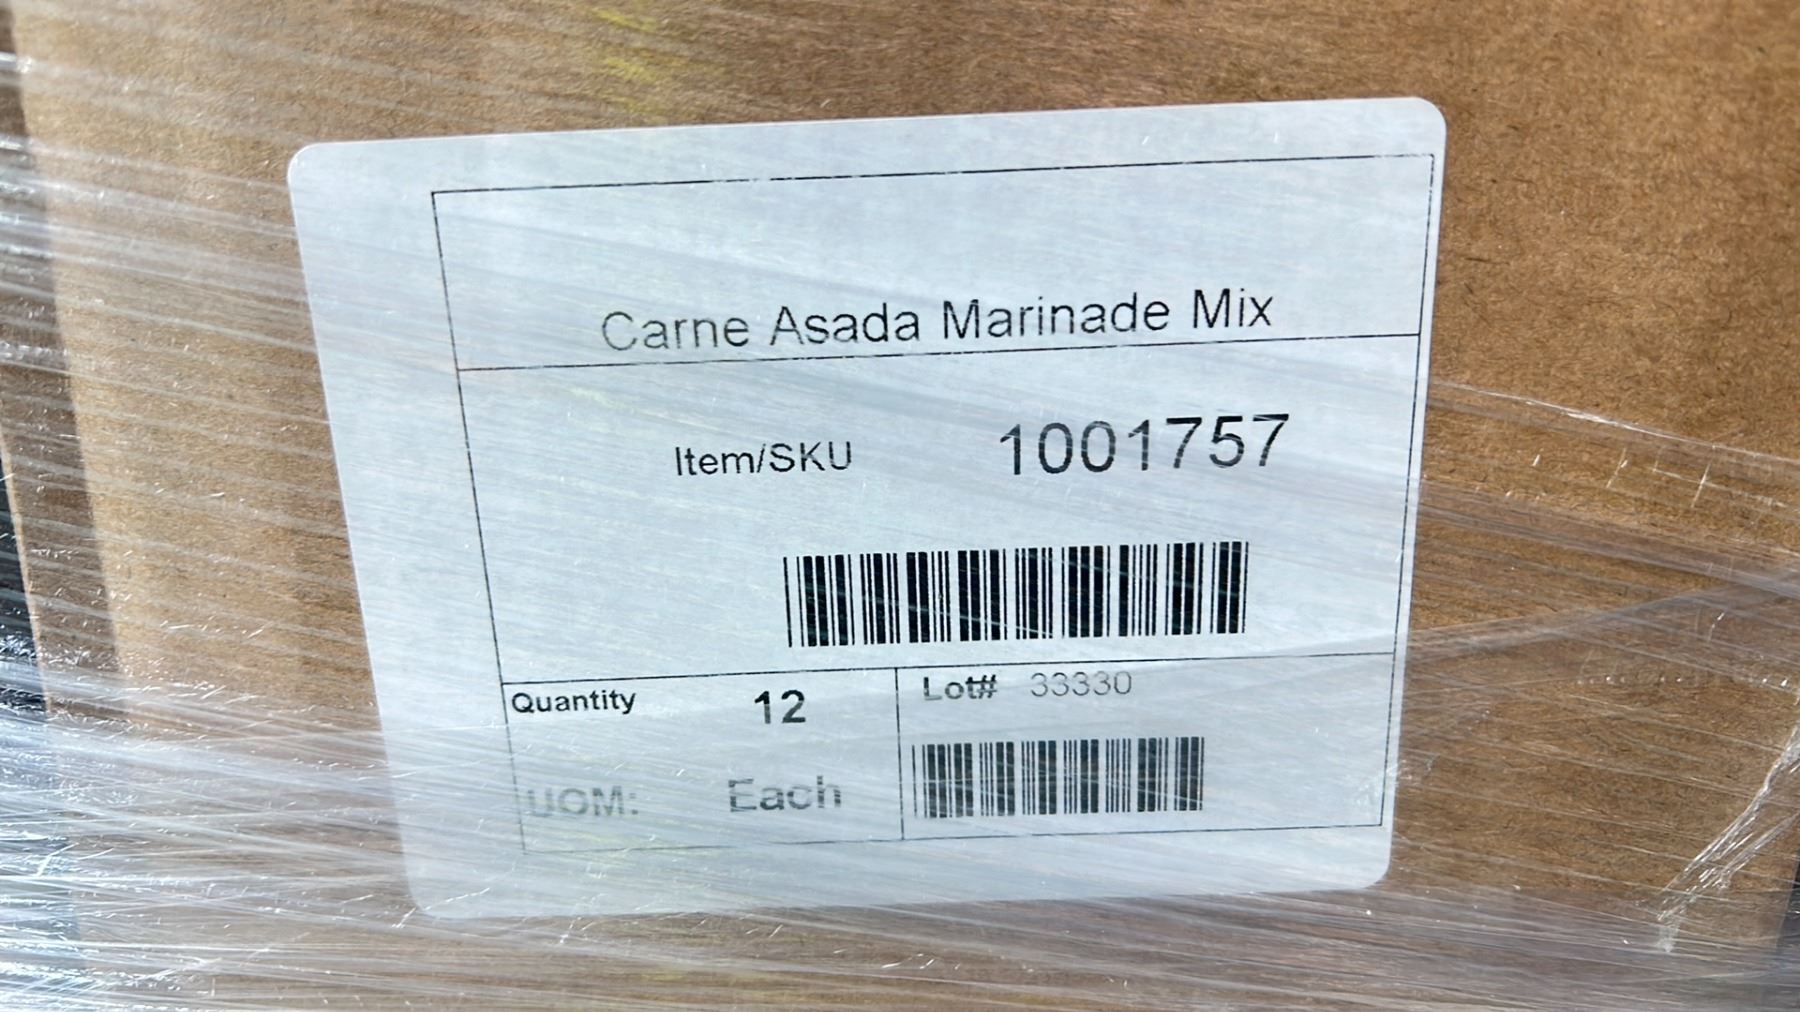 Carne Asada Marinade Mix
Item/SKU 1001757
Quantity 12
Lot# 33330
UOM: Each